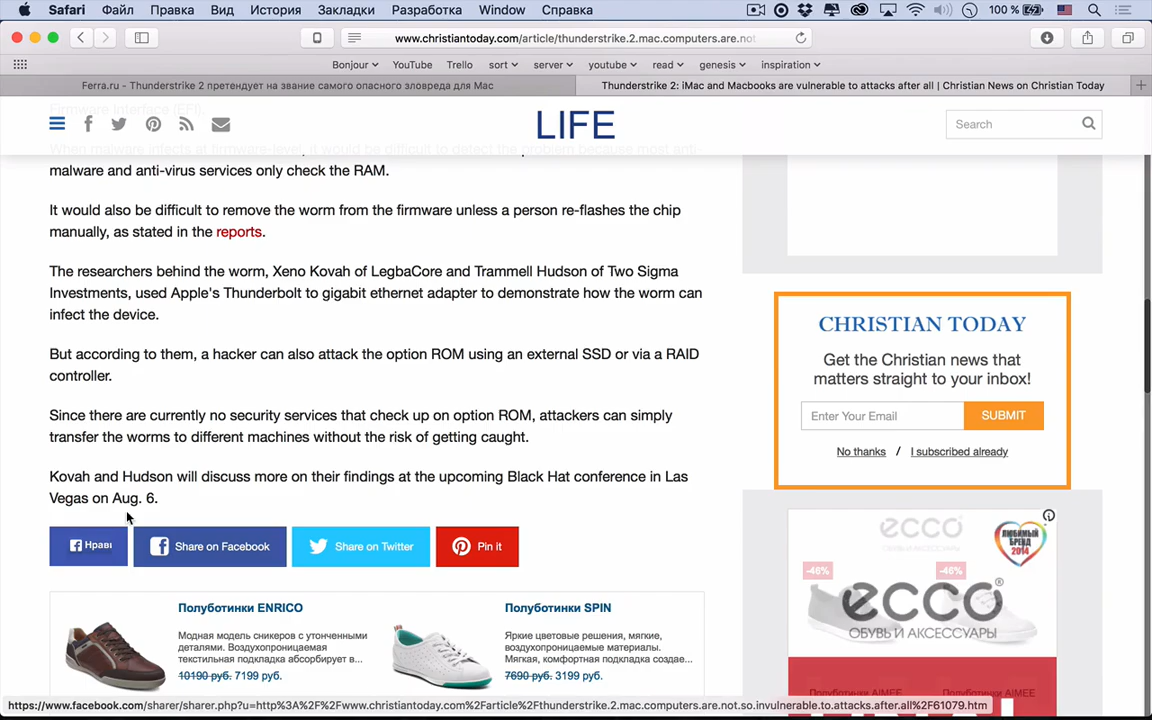 Safari Файл Правка Вид История Закладки Разработка Window Справка 100 %
www.christiantoday.com/article/thunderstrike.2.mac.computers.are.not
Bonjour YouTube Trello sort server youtube read genesis inspiration
Ferra.ru - Thunderstrike 2 претендует на звание самого опасного зловреда для Mac
Thunderstrike 2: iMac and Macbooks are vulnerable to attacks after all | Christian News on Christian Today
Firmware Interface (EFI).
LIFE
Search
When malware infects at firmware-level, it would be difficult to detect the problem because most anti-
malware and anti-virus services only check the RAM.
It would also be difficult to remove the worm from the firmware unless a person re-flashes the chip
manually, as stated in the reports.
The researchers behind the worm, Xeno Kovah of LegbaCore and Trammell Hudson of Two Sigma
Investments, used Apple's Thunderbolt to gigabit ethernet adapter to demonstrate how the worm can
infect the device.
But according to them, a hacker can also attack the option ROM using an external SSD or via a RAID
controller.
Since there are currently no security services that check up on option ROM, attackers can simply
transfer the worms to different machines without the risk of getting caught.
Kovah and Hudson will discuss more on their findings at the upcoming Black Hat conference in Las
Vegas on Aug. 6.
Нрави
Share on Facebook
Share on Twitter
Pin it
Полуботинки ENRICO
Модная модель сникеров с утонченными
деталями. Воздухопроницаемая
текстильная подкладка абсорбирует в...
10190 руб. 7199 руб.
Полуботинки SPIN
Яркие цветовые решения, мягкие,
воздухопроницаемые материалы.
Мягкая, комфортная подкладка создае...
7690 руб. 3199 руб.
CHRISTIAN TODAY
Get the Christian news that
matters straight to your inbox!
Enter Your Email SUBMIT
No thanks / I subscribed already
ecco
ОБУВЬ И АКСЕССУАРЫ
ЛЮБИМЫЙ
БРЕНД
2014
-46% -46%
ecco
ОБУВЬ И АКСЕССУАРЫ
Полуботинки AIMEE Полуботинки AIMEE
https://www.facebook.com/sharer/sharer.php?u=http%3A%2F%2Fwww.christiantoday.com%2Farticle%2Fthunderstrike.2.mac.computers.are.not.so.invulnerable.to.attacks.after.all%2F61079.htm